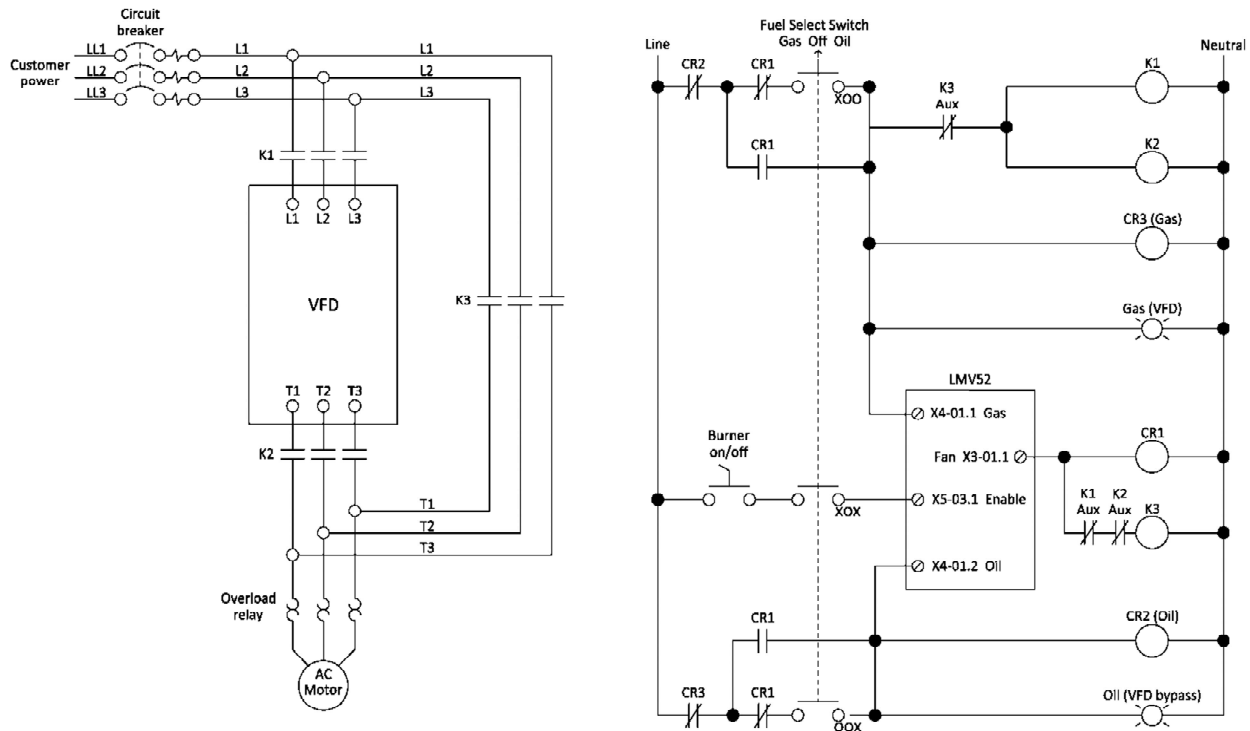 Circuit
breaker
Customer
power
LL1
L1
L1
LL2
L2
L2
LL3
L3
L3
K1
L1 L2 L3
VFD
K3
T1 T2 T3
K2
T1
T2
T3
Overload
relay
AC
Motor
Fuel Select Switch
Gas Off Oil
Line
Neutral
CR2
CR1
XOO
K3
Aux
K1
CR1
K2
CR3 (Gas)
Gas (VFD)
LMV52
X4-01.1 Gas
Burner
on/off
Fan X3-01.1
CR1
XOX
X5-03.1 Enable
K1
Aux
K2
Aux
K3
X4-01.2 Oil
CR1
CR2 (Oil)
CR3
CR1
OOX
Oil (VFD bypass)